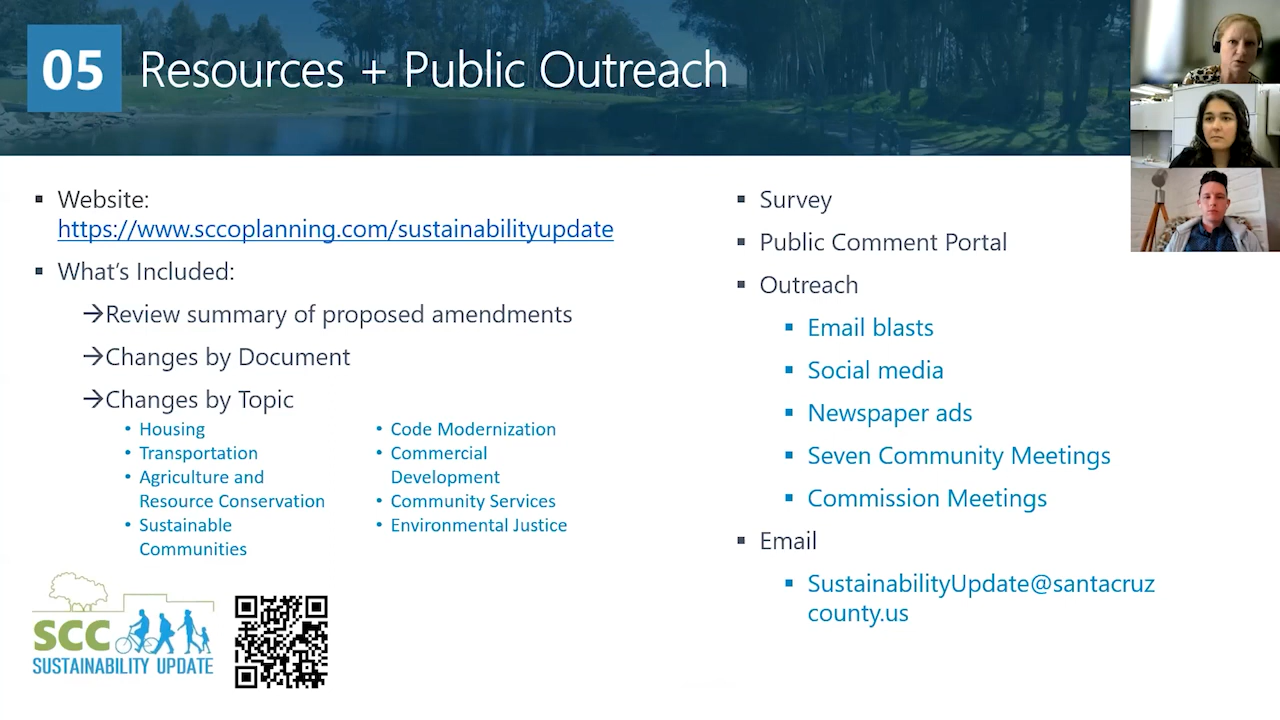 05 Resources + Public Outreach
Website:
https://www.sccoplanning.com/sustainabilityupdate
What's Included:
→Review summary of proposed amendments
→Changes by Document
→Changes by Topic
• Housing
• Transportation
• Agriculture and
Resource Conservation
• Sustainable
Communities
• Code Modernization
• Commercial
Development
• Community Services
• Environmental Justice
SCC
SUSTAINABILITY UPDATE
Survey
Public Comment Portal
Outreach
Email blasts
Social media
Newspaper ads
Seven Community Meetings
Commission Meetings
Email
SustainabilityUpdate@santacruz
county.us